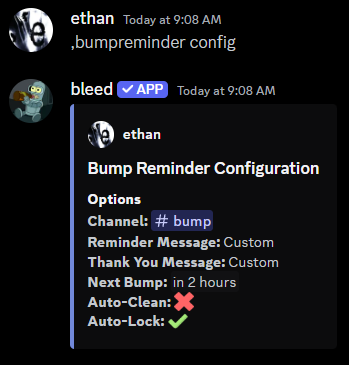 ethan Today at 9:08 AM
,bumpreminder config
bleed ✓ APP Today at 9:08 AM
ethan
Bump Reminder Configuration
Options
Channel: # bump
Reminder Message: Custom
Thank You Message: Custom
Next Bump: in 2 hours
Auto-Clean: ❌
Auto-Lock: ✅